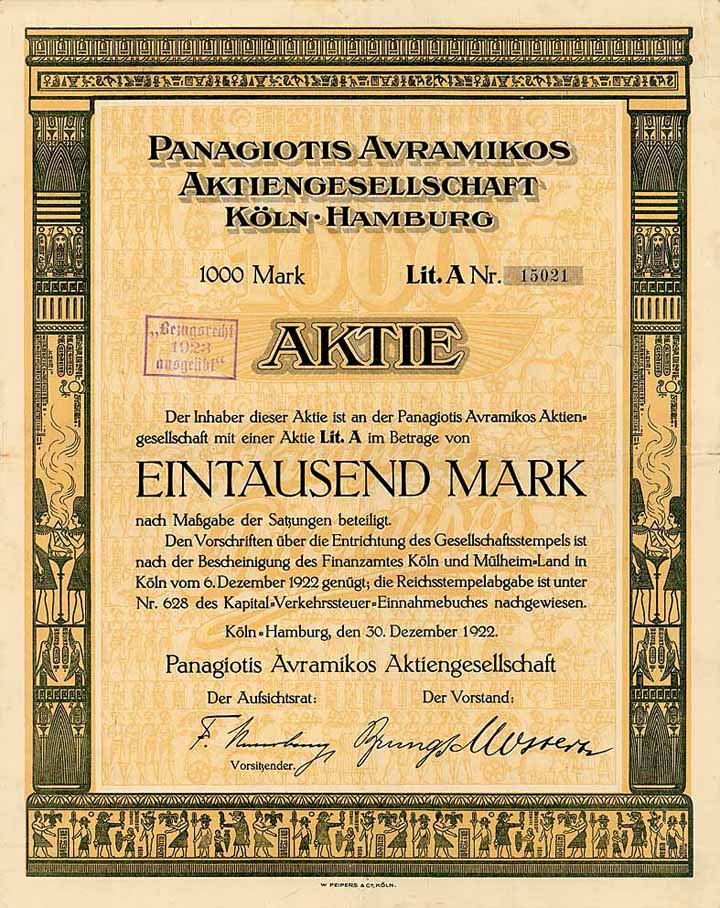 PANAGIOTIS AVRAMIKOS
AKTIENGESELLSCHAFT
KÖLN · HAMBURG
1000
1000 Mark Lit. A Nr. 15021
„Bezugsrecht
1923
ausgeübt“
AKTIE
Der Inhaber dieser Aktie ist an der Panagiotis Avramikos Aktien-
gesellschaft mit einer Aktie Lit. A im Betrage von
EINTAUSEND MARK
nach Maßgabe der Satzungen beteiligt.
Den Vorschriften über die Entrichtung des Gesellschaftsstempels ist
nach der Bescheinigung des Finanzamtes Köln und Mülheim-Land in
Köln vom 6. Dezember 1922 genügt; die Reichsstempelabgabe ist unter
Nr. 628 des Kapital-Verkehrssteuer-Einnahmebuches nachgewiesen.
Köln-Hamburg, den 30. Dezember 1922.
Panagiotis Avramikos Aktiengesellschaft
Der Aufsichtsrat: Der Vorstand:
Vorsitzender.
W. PEIPERS & Co., KÖLN.